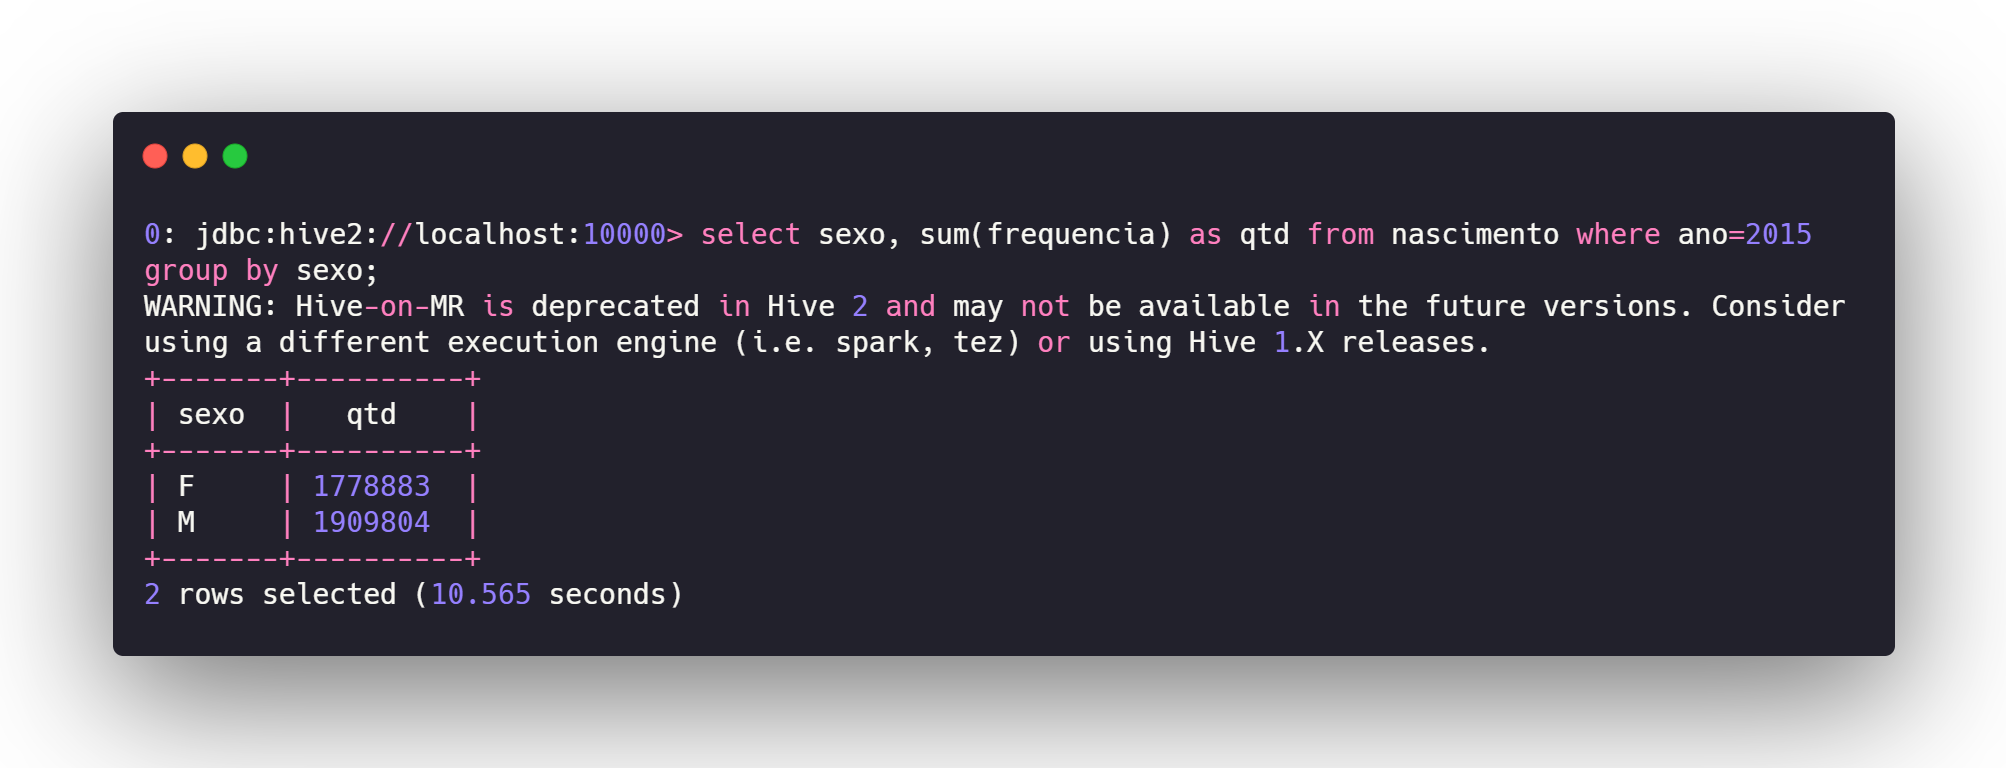 0: jdbc:hive2://localhost:10000> select sexo, sum(frequencia) as qtd from nascimento where ano=2015
group by sexo;
WARNING: Hive-on-MR is deprecated in Hive 2 and may not be available in the future versions. Consider
using a different execution engine (i.e. spark, tez) or using Hive 1.X releases.
+-------+----------+
| sexo  |   qtd    |
+-------+----------+
| F     | 1778883  |
| M     | 1909804  |
+-------+----------+
2 rows selected (10.565 seconds)